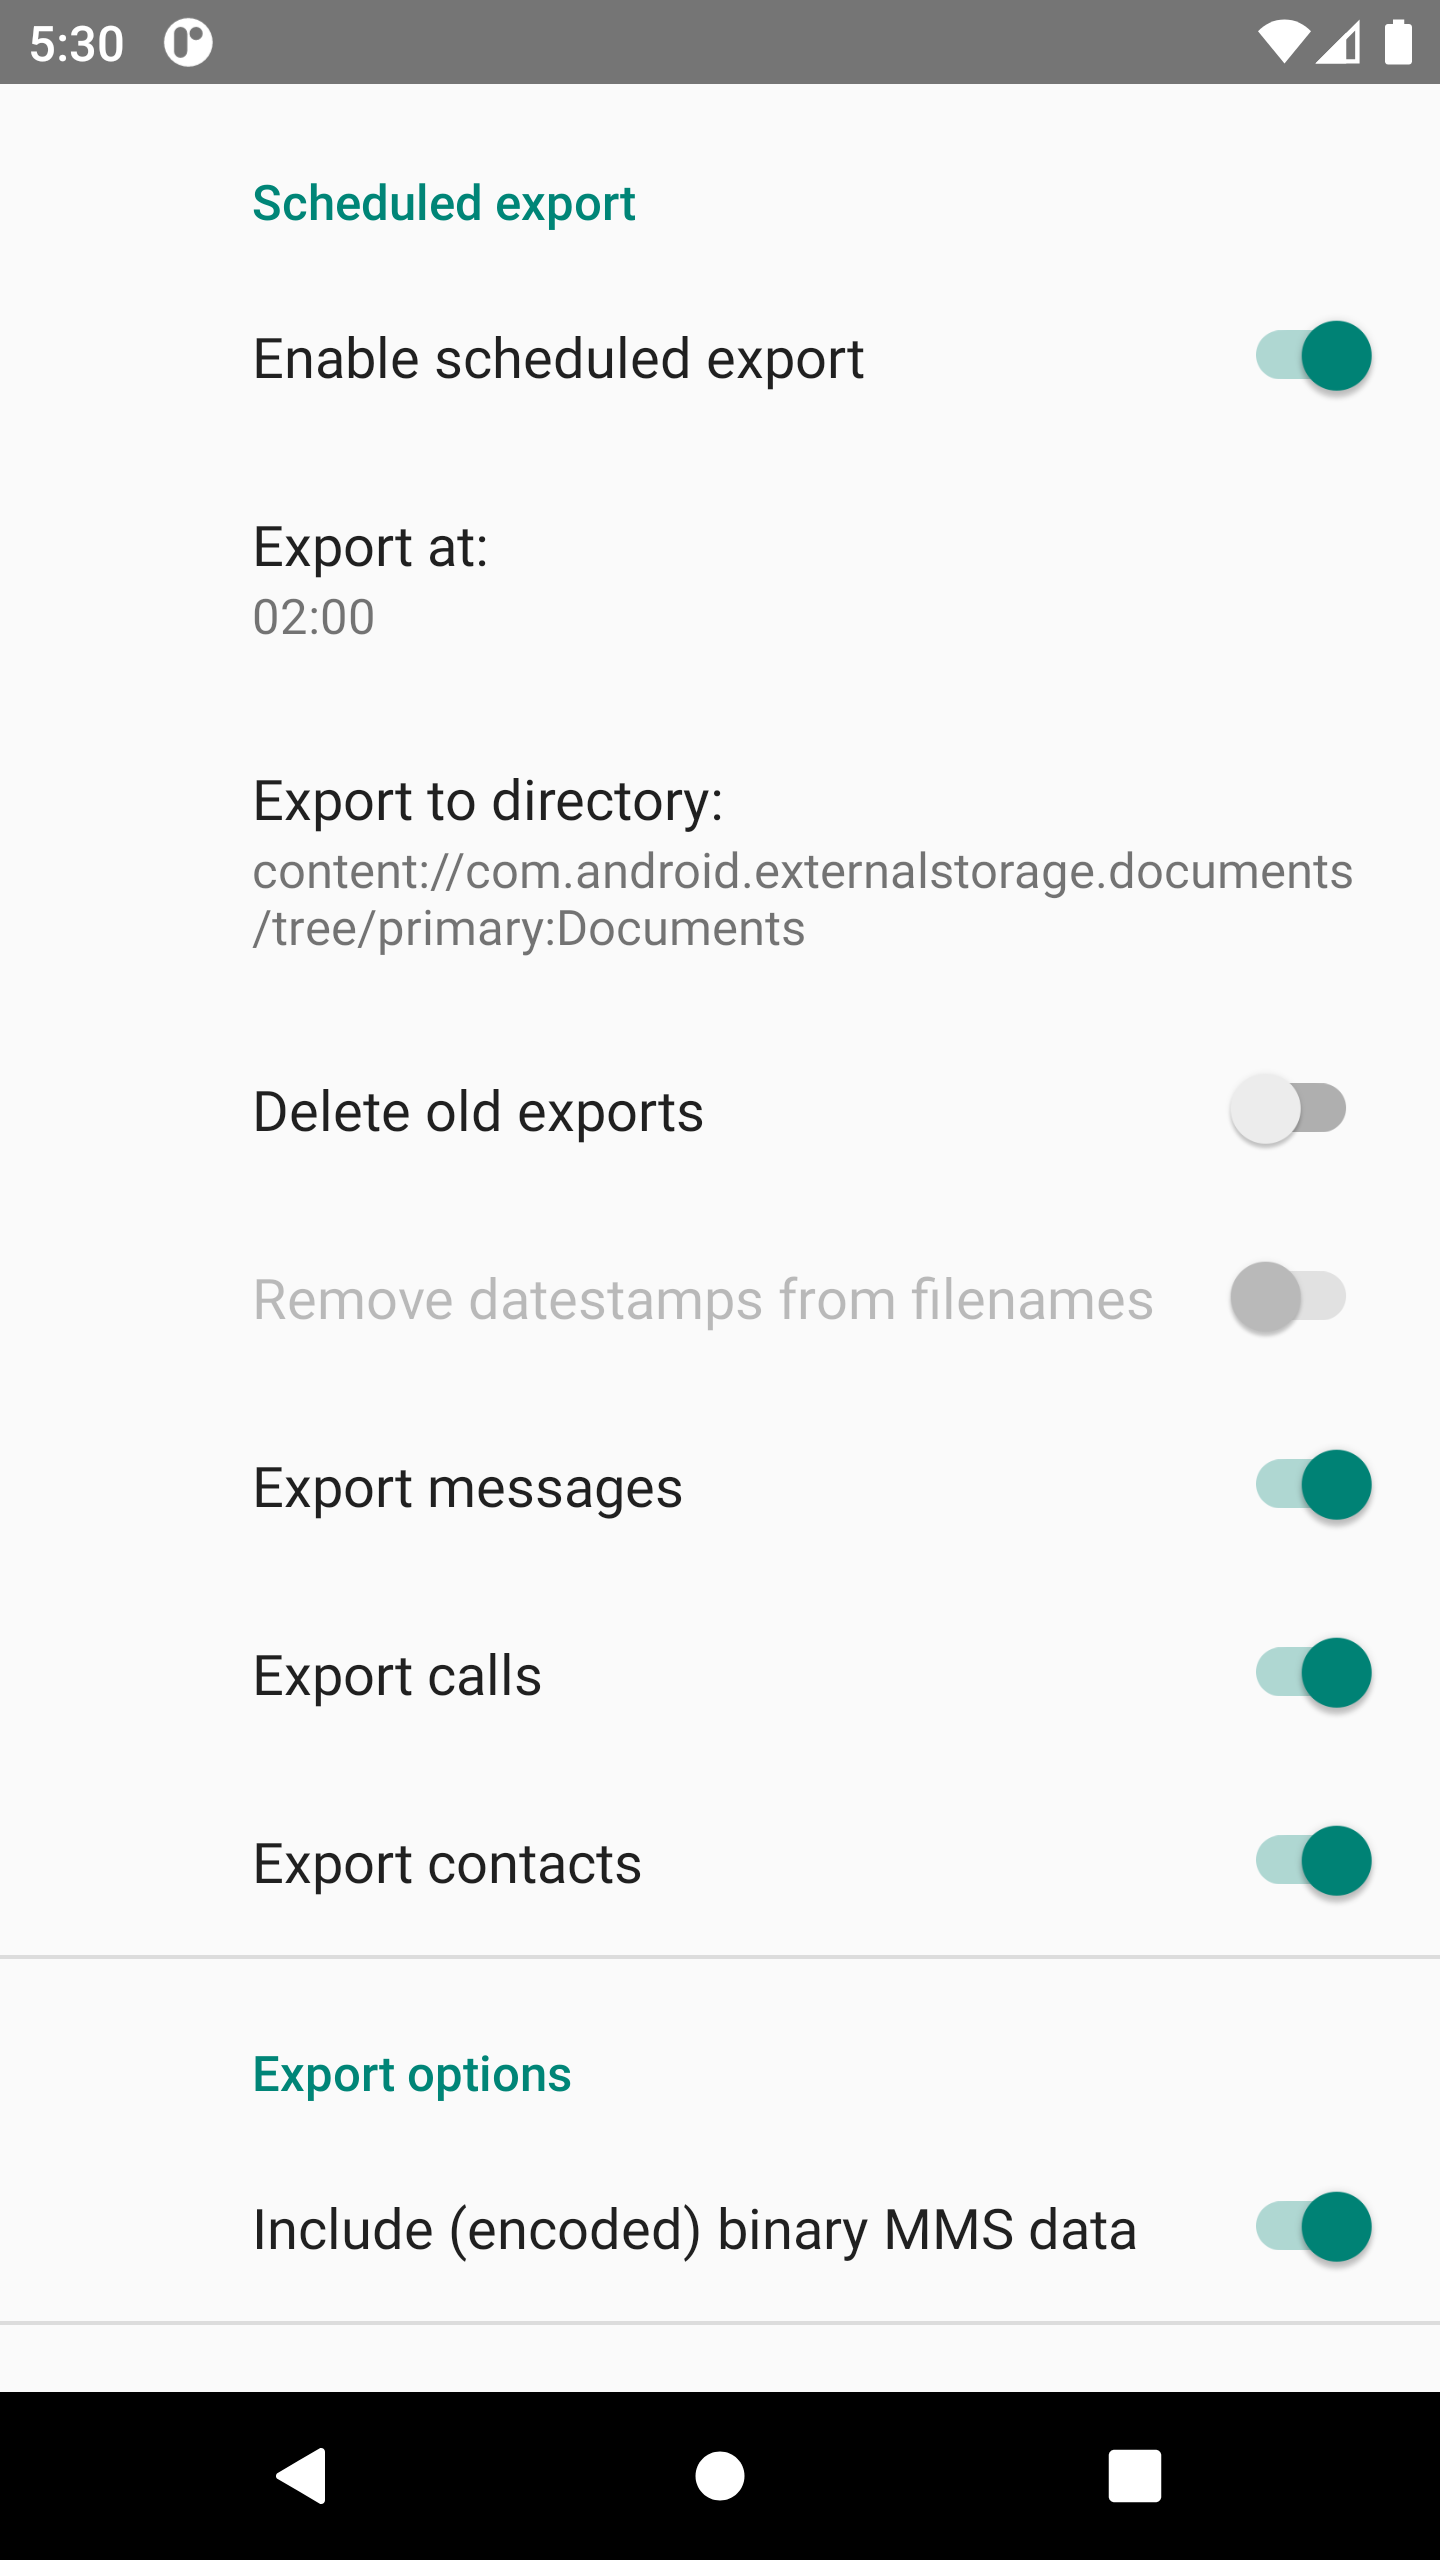 5:30
Scheduled export
Enable scheduled export
Export at:
02:00
Export to directory:
content://com.android.externalstorage.documents
/tree/primary:Documents
Delete old exports
Remove datestamps from filenames
Export messages
Export calls
Export contacts
Export options
Include (encoded) binary MMS data